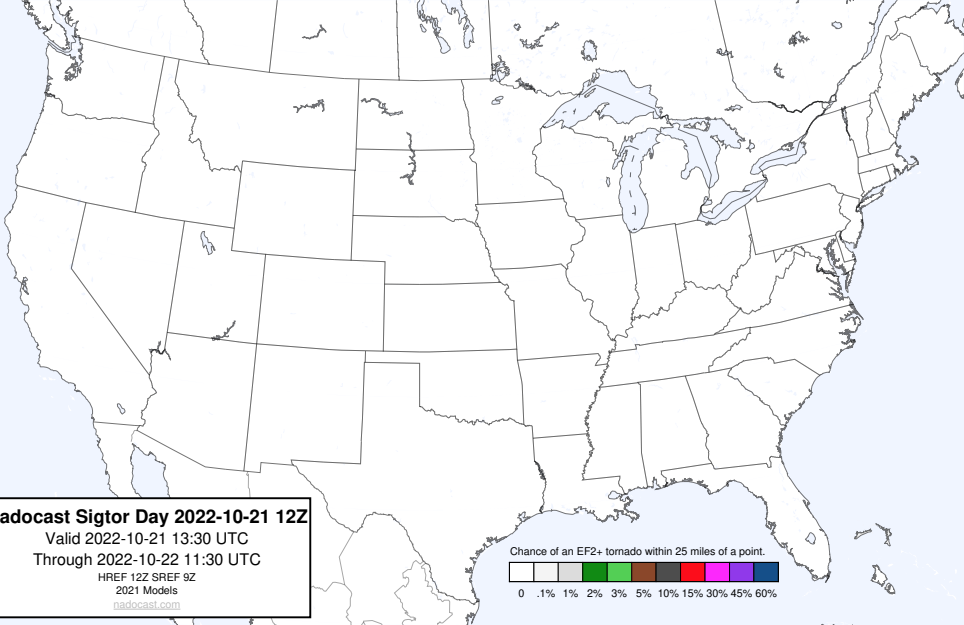 adocast Sigtor Day 2022-10-21 12Z
Valid 2022-10-21 13:30 UTC
Through 2022-10-22 11:30 UTC
HREF 12Z SREF 9Z
2021 Models
nadocast.com
Chance of an EF2+ tornado within 25 miles of a point.
0 .1% 1% 2% 3% 5% 10% 15% 30% 45% 60%